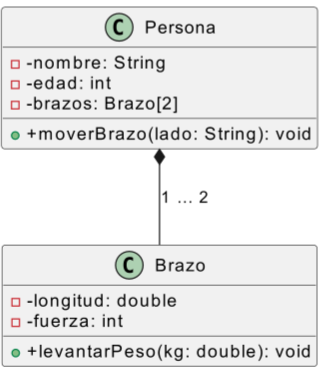 C Persona
-nombre: String
-edad: int
-brazos: Brazo[2]
+moverBrazo(lado: String): void
1 ... 2
C Brazo
-longitud: double
-fuerza: int
+levantarPeso(kg: double): void